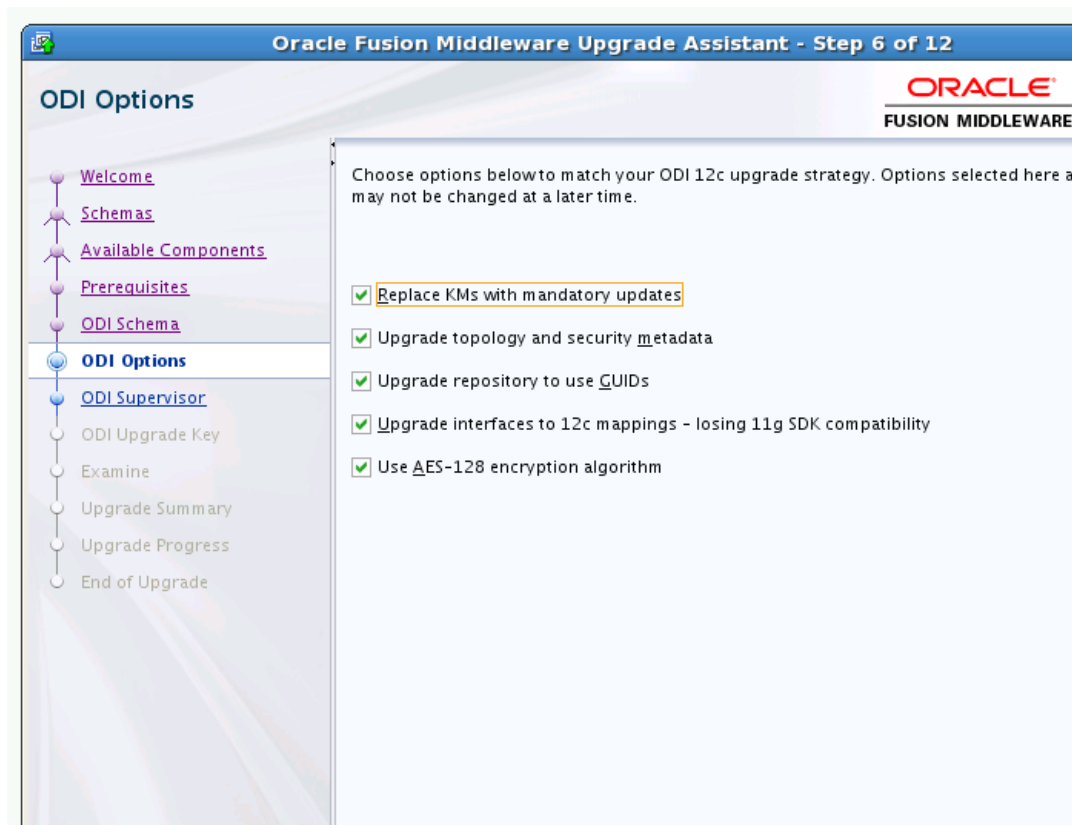 Oracle Fusion Middleware Upgrade Assistant - Step 6 of 12
ODI Options
ORACLE
FUSION MIDDLEWARE
Welcome
Schemas
Available Components
Prerequisites
ODI Schema
ODI Options
ODI Supervisor
ODI Upgrade Key
Examine
Upgrade Summary
Upgrade Progress
End of Upgrade
Choose options below to match your ODI 12c upgrade strategy. Options selected here a
may not be changed at a later time.
Replace KMs with mandatory updates
Upgrade topology and security metadata
Upgrade repository to use GUIDs
Upgrade interfaces to 12c mappings - losing 11g SDK compatibility
Use AES-128 encryption algorithm